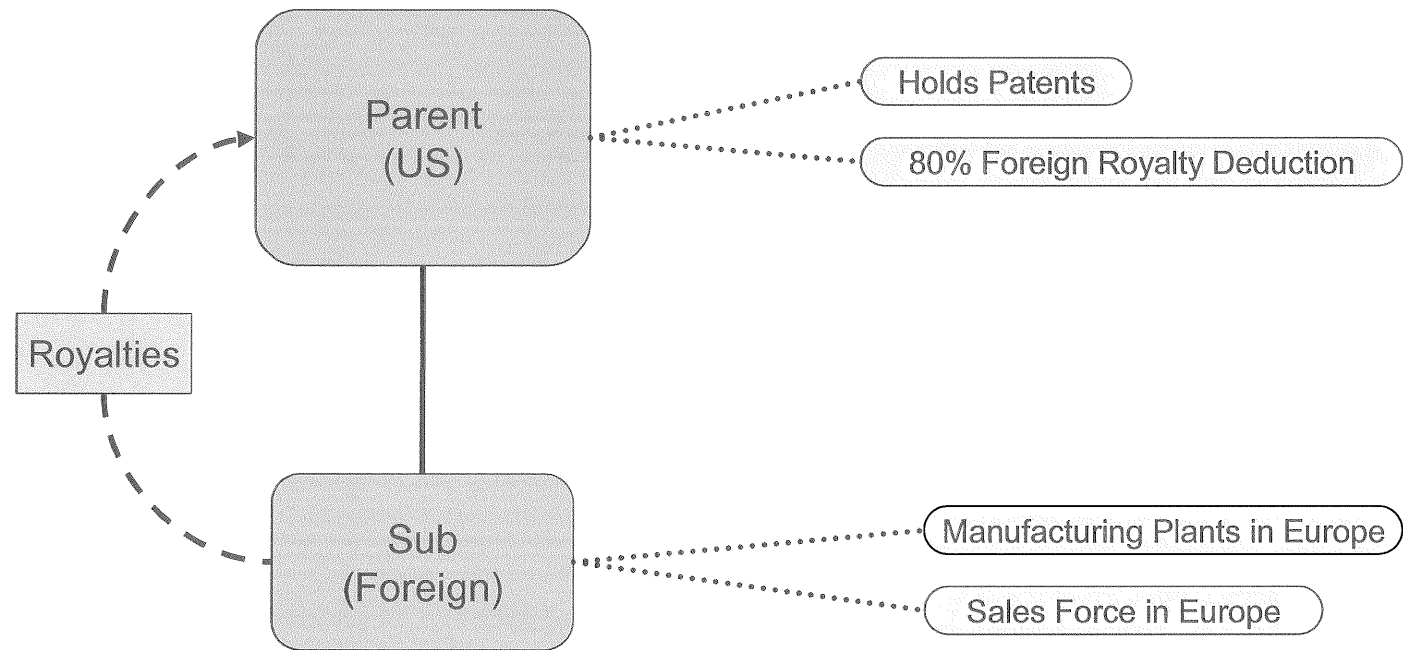 Parent
(US)
Holds Patents
80% Foreign Royalty Deduction
Royalties
Sub
(Foreign)
Manufacturing Plants in Europe
Sales Force in Europe